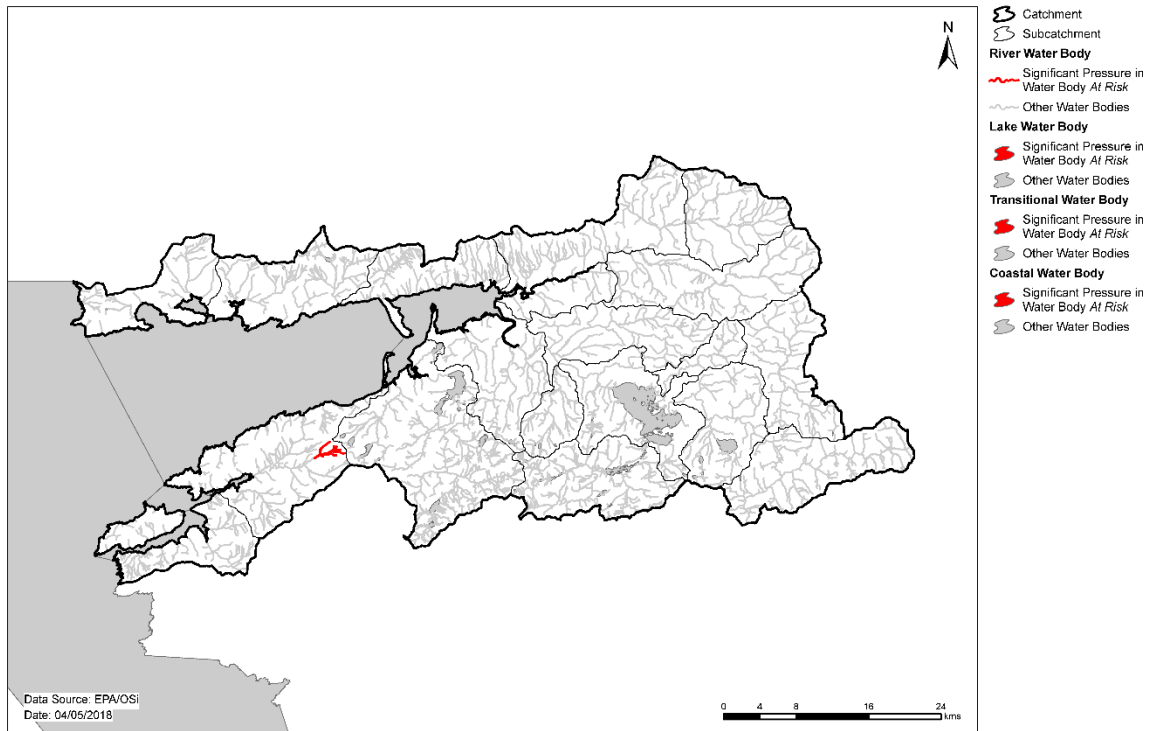 N
Catchment
Subcatchment
River Water Body
Significant Pressure in
Water Body At Risk
Other Water Bodies
Lake Water Body
Significant Pressure in
Water Body At Risk
Other Water Bodies
Transitional Water Body
Significant Pressure in
Water Body At Risk
Other Water Bodies
Coastal Water Body
Significant Pressure in
Water Body At Risk
Other Water Bodies
Data Source: EPA/OSi
Date: 04/05/2018
0 4 8 16 24
kms